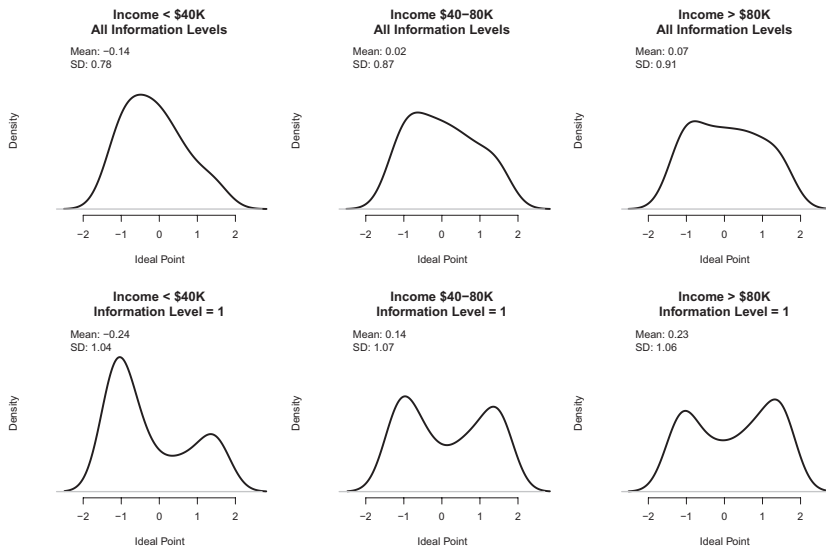 Income < $40K
All Information Levels
Mean: −0.14
SD: 0.78
Density
−2 −1 0 1 2
Ideal Point
Income $40−80K
All Information Levels
Mean: 0.02
SD: 0.87
Density
−2 −1 0 1 2
Ideal Point
Income > $80K
All Information Levels
Mean: 0.07
SD: 0.91
Density
−2 −1 0 1 2
Ideal Point
Income < $40K
Information Level = 1
Mean: −0.24
SD: 1.04
Density
−2 −1 0 1 2
Ideal Point
Income $40−80K
Information Level = 1
Mean: 0.14
SD: 1.07
Density
−2 −1 0 1 2
Ideal Point
Income > $80K
Information Level = 1
Mean: 0.23
SD: 1.06
Density
−2 −1 0 1 2
Ideal Point